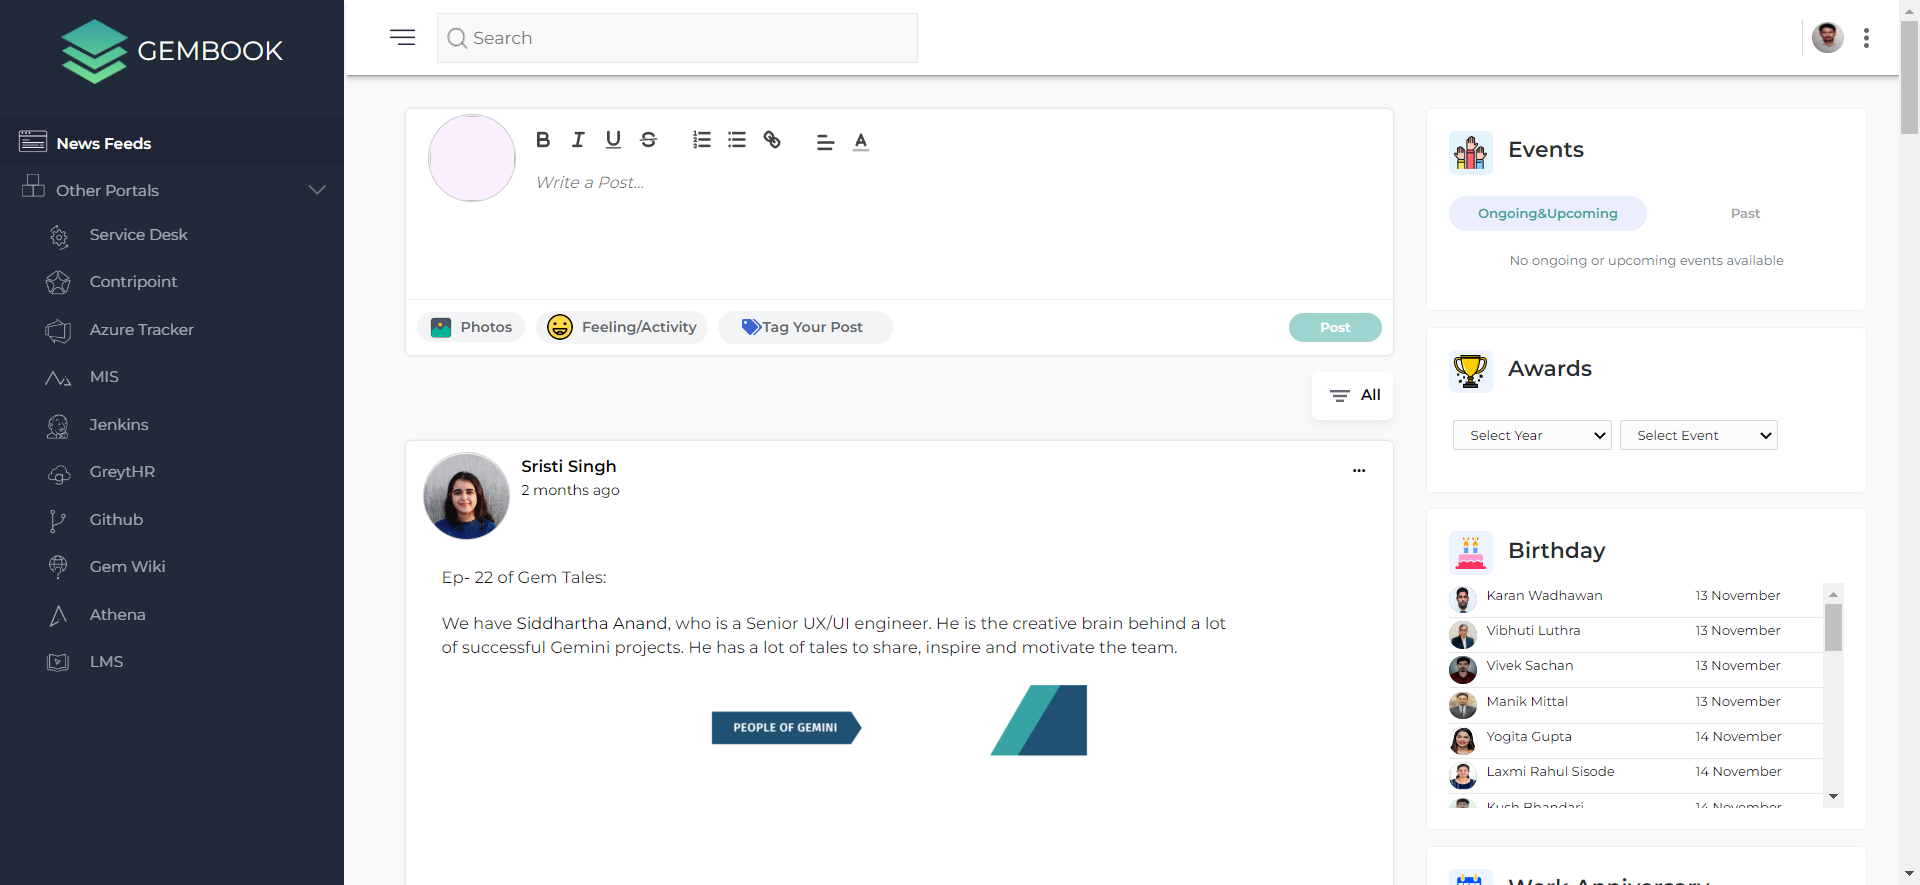 GEMBOOK
News Feeds
Other Portals
Service Desk
Contripoint
Azure Tracker
MIS
Jenkins
GreytHR
Github
Gem Wiki
Athena
LMS
Search
B I U S A
Write a Post...
Photos
Feeling/Activity
Tag Your Post
Post
All
Sristi Singh
2 months ago
Ep- 22 of Gem Tales:
We have Siddhartha Anand, who is a Senior UX/UI engineer. He is the creative brain behind a lot
of successful Gemini projects. He has a lot of tales to share, inspire and motivate the team.
PEOPLE OF GEMINI
Events
Ongoing&Upcoming
Past
No ongoing or upcoming events available
Awards
Select Year
Select Event
Birthday
Karan Wadhawan 13 November
Vibhuti Luthra 13 November
Vivek Sachan 13 November
Manik Mittal 13 November
Yogita Gupta 14 November
Laxmi Rahul Sisode 14 November
Kush Bhandari 14 November
Work Anniversary